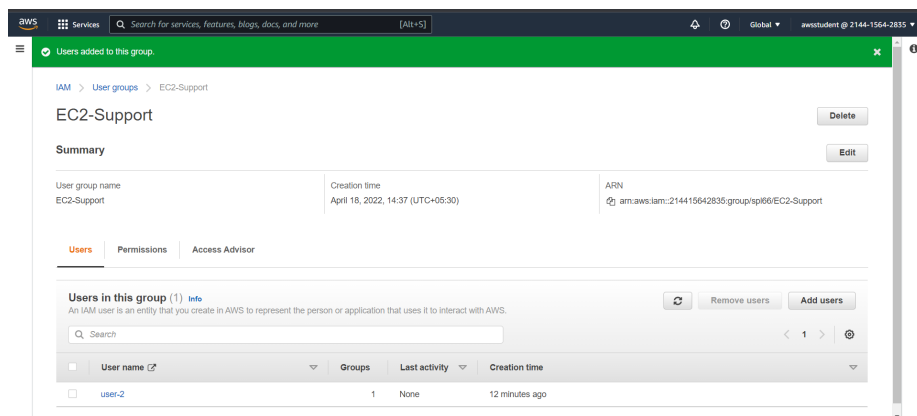 aws Services Search for services, features, blogs, docs, and more [Alt+S] Global ▼ awsstudent @ 2144-1564-2835 ▼
Users added to this group.
IAM > User groups > EC2-Support
EC2-Support Delete
Summary Edit
User group name Creation time ARN
EC2-Support April 18, 2022, 14:37 (UTC+05:30) arn:aws:iam::214415642835:group/spl66/EC2-Support
Users Permissions Access Advisor
Users in this group (1) Info Remove users Add users
An IAM user is an entity that you create in AWS to represent the person or application that uses it to interact with AWS.
Search < 1 >
User name Groups Last activity Creation time
user-2 1 None 12 minutes ago